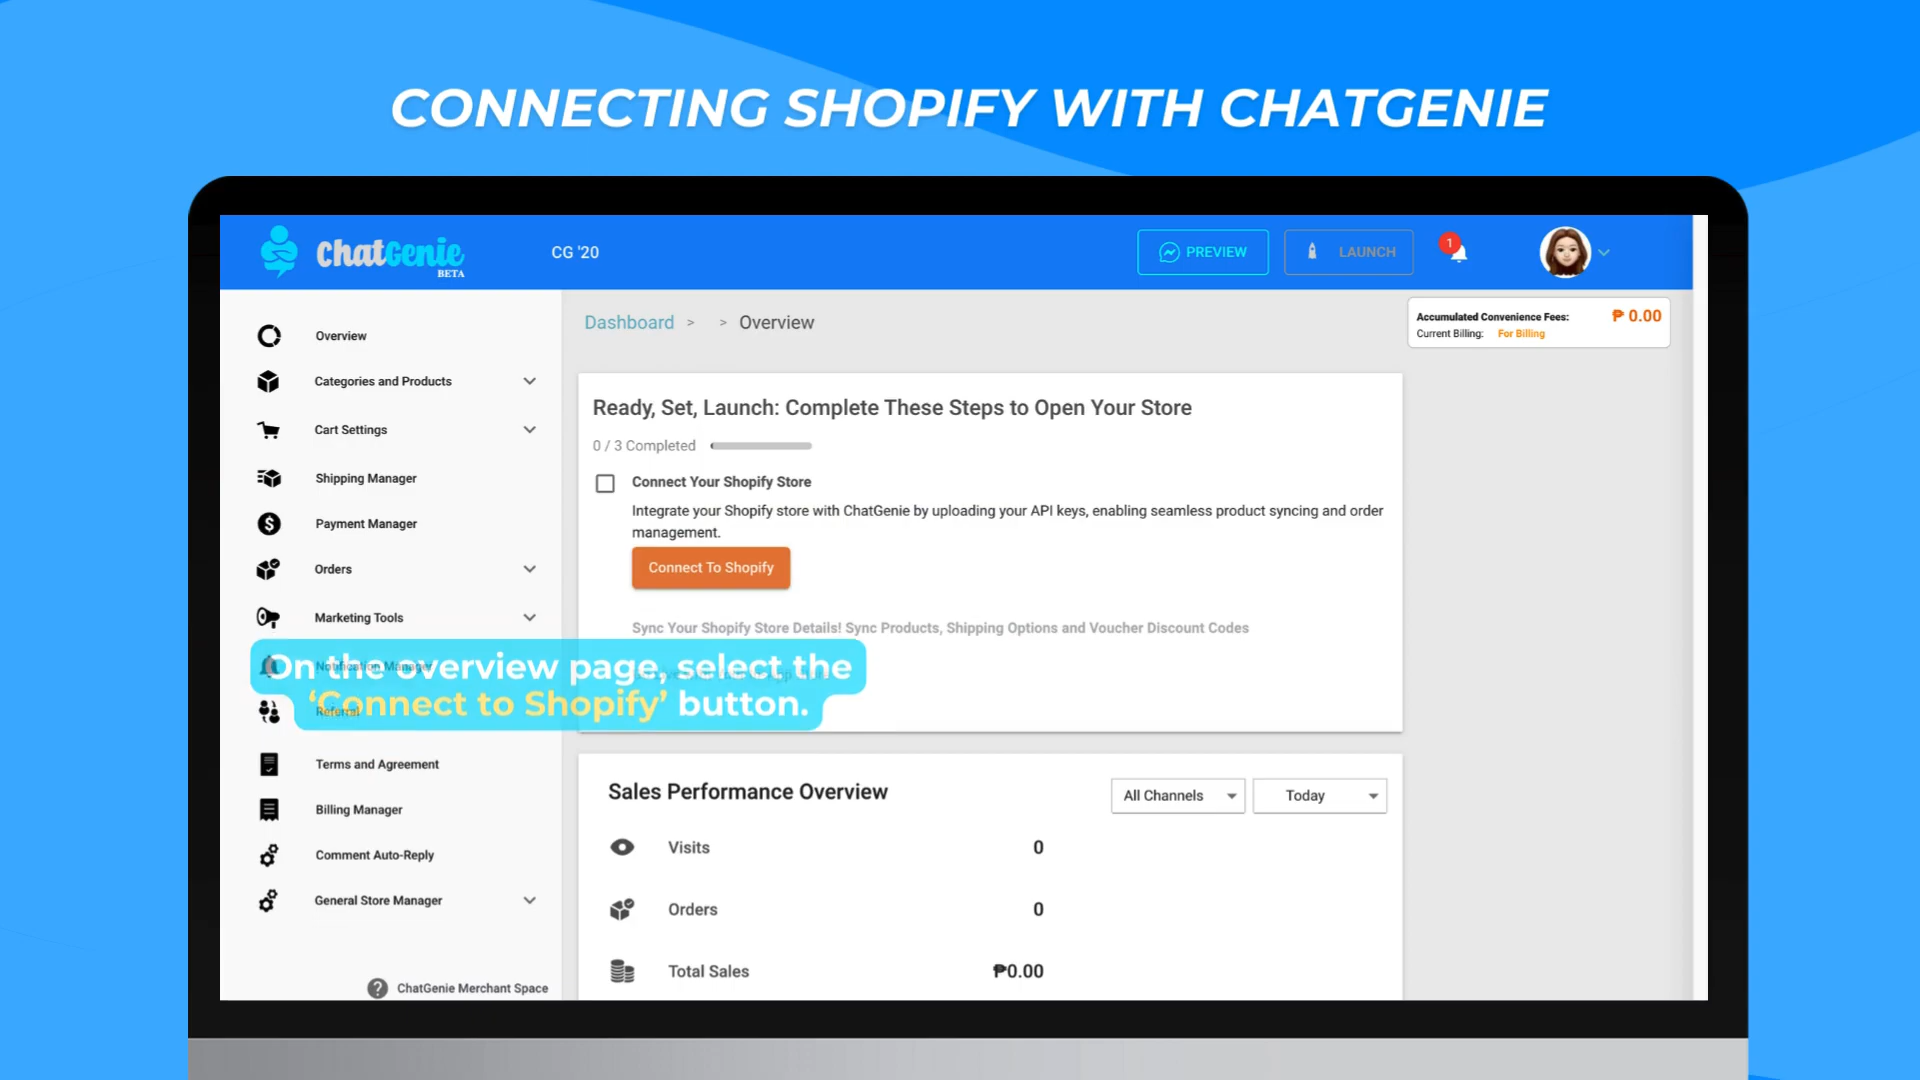 CONNECTING SHOPIFY WITH CHATGENIE
ChatGenie
BETA
CG '20
PREVIEW
LAUNCH
1
Dashboard > > Overview
Accumulated Convenience Fees: ₱ 0.00
Current Billing: For Billing
Overview
Categories and Products
Cart Settings
Shipping Manager
Payment Manager
Orders
Marketing Tools
Notification Manager
Referral
Terms and Agreement
Billing Manager
Comment Auto-Reply
General Store Manager
? ChatGenie Merchant Space
Ready, Set, Launch: Complete These Steps to Open Your Store
0 / 3 Completed
Connect Your Shopify Store
Integrate your Shopify store with ChatGenie by uploading your API keys, enabling seamless product syncing and order
management.
Connect To Shopify
Sync Your Shopify Store Details! Sync Products, Shipping Options and Voucher Discount Codes
On the overview page, select the
‘Connect to Shopify’ button.
Sales Performance Overview
All Channels
Today
Visits 0
Orders 0
Total Sales ₱0.00